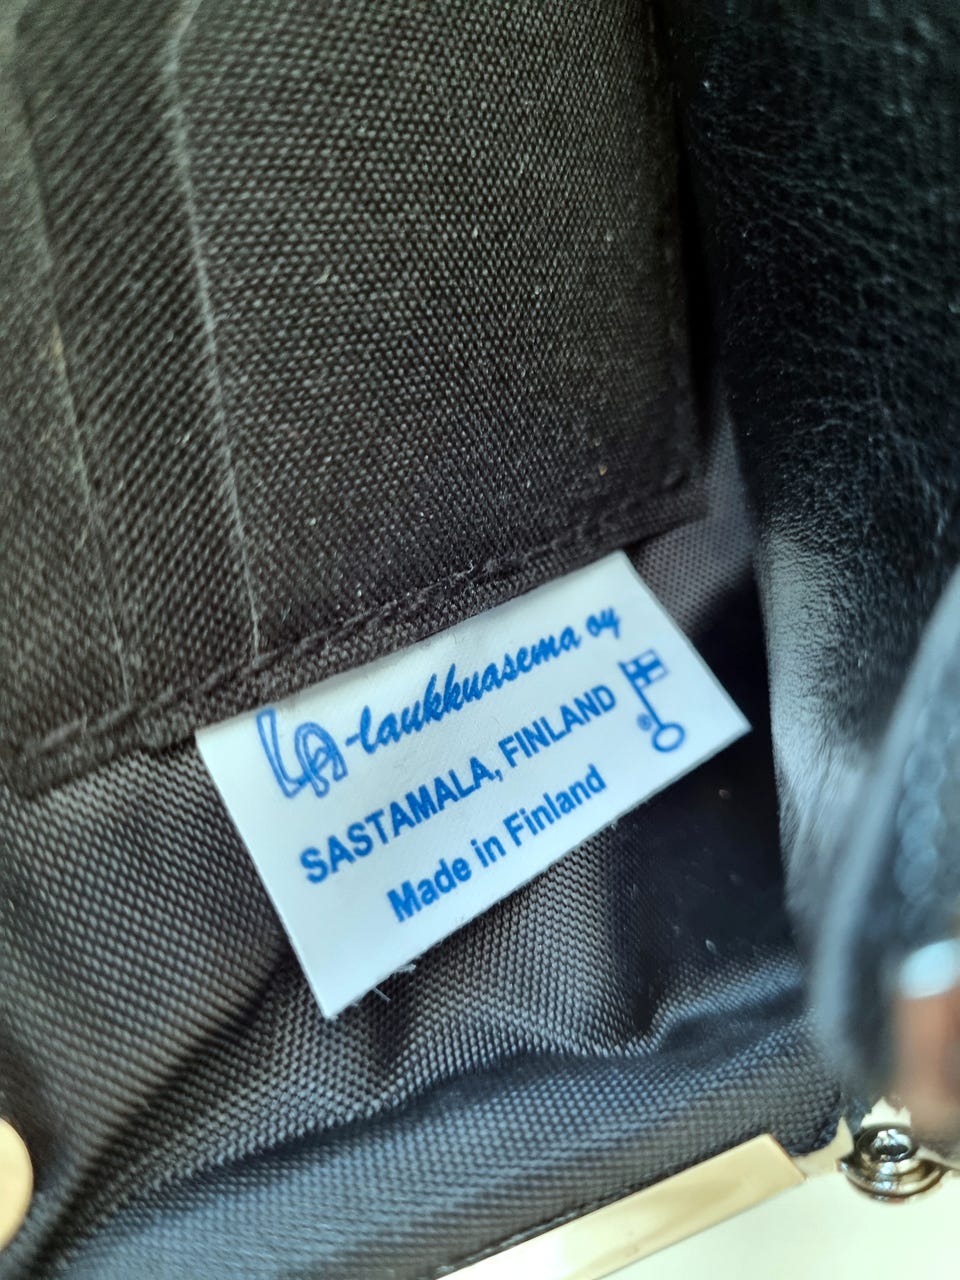 LA-laukkuasema oy
SASTAMALA, FINLAND
Made in Finland